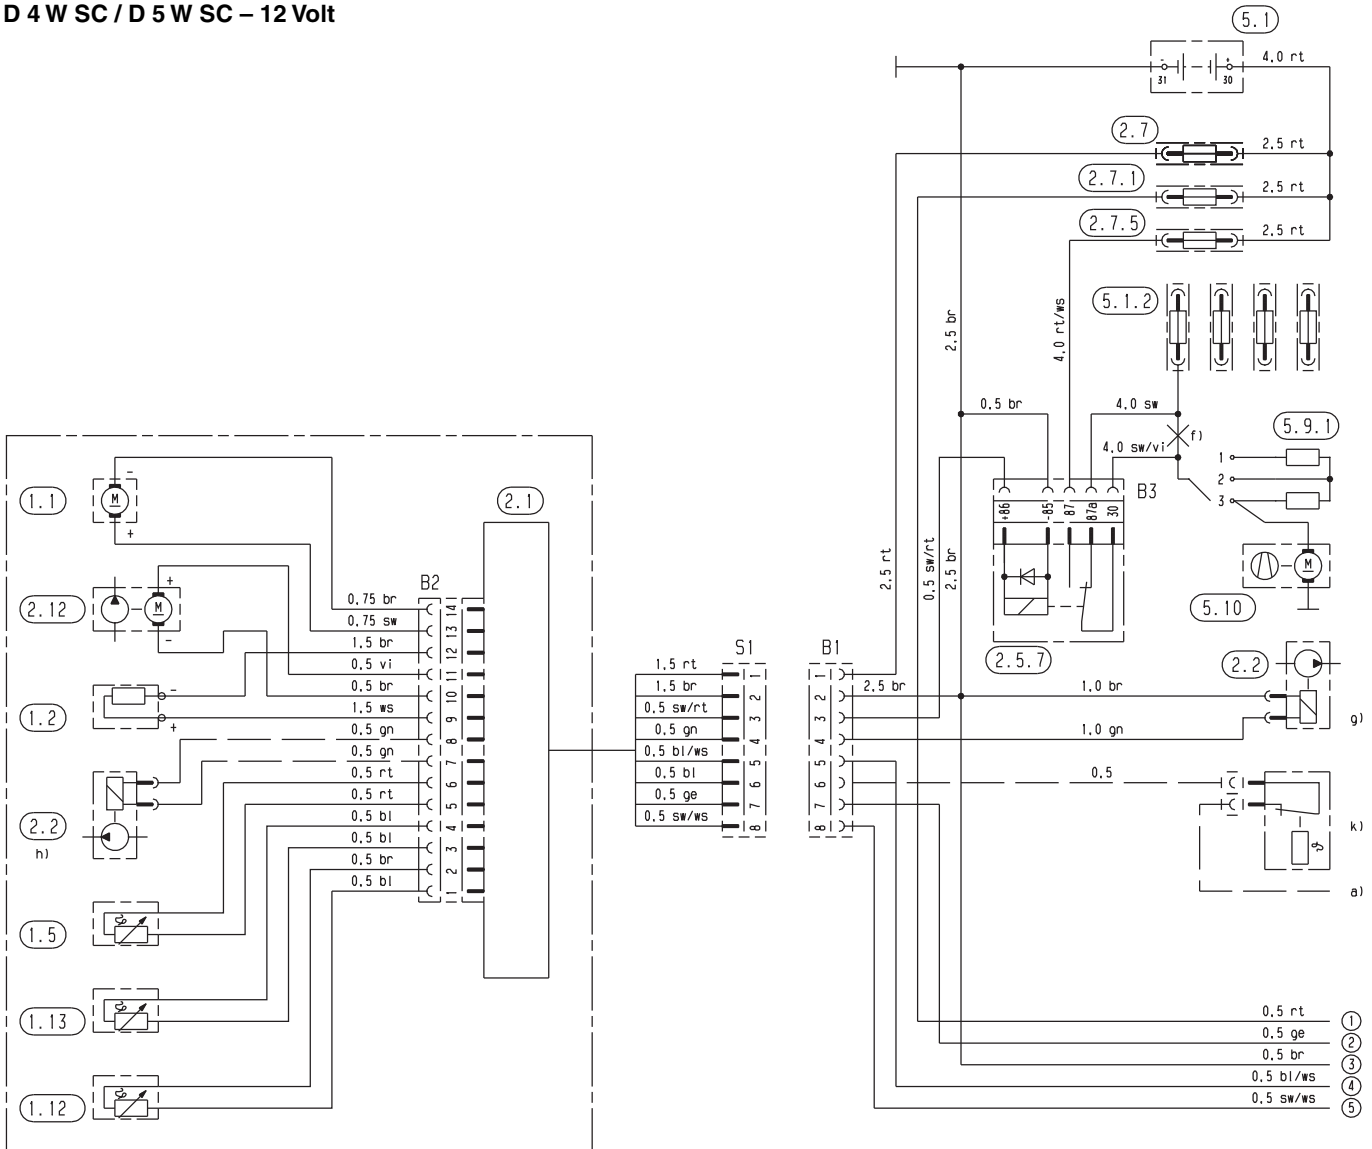 D 4 W SC / D 5 W SC – 12 Volt
5.1
- +
31 30
4,0 rt
2.7
2,5 rt
2.7.1
2,5 rt
2.7.5
2,5 rt
5.1.2
2,5 br
4,0 rt/ws
0,5 br
4,0 sw
f)
4,0 sw/vi
5.9.1
1
2
3
B3
+86 -85 87 87a 30
2.5.7
M
5.10
2,5 rt
0,5 sw/rt
2,5 br
1.1
-
M
+
2.1
2.12
+
M
-
B2
1.2
-
+
2.2
h)
1.5
1.13
1.12
0,75 br 14
0,75 sw 13
1,5 br 12
0,5 vi 11
0,5 br 10
1,5 ws 9
0,5 gn 8
0,5 gn 7
0,5 rt 6
0,5 rt 5
0,5 bl 4
0,5 bl 3
0,5 br 2
0,5 bl 1
S1 B1
1,5 rt 1 1
1,5 br 2 2 2,5 br
0,5 sw/rt 3 3
0,5 gn 4 4
0,5 bl/ws 5 5
0,5 bl 6 6
0,5 ge 7 7
0,5 sw/ws 8 8
2.2
1,0 br
1,0 gn
g)
0,5
ϑ
k)
a)
0,5 rt 1
0,5 ge 2
0,5 br 3
0,5 bl/ws 4
0,5 sw/ws 5